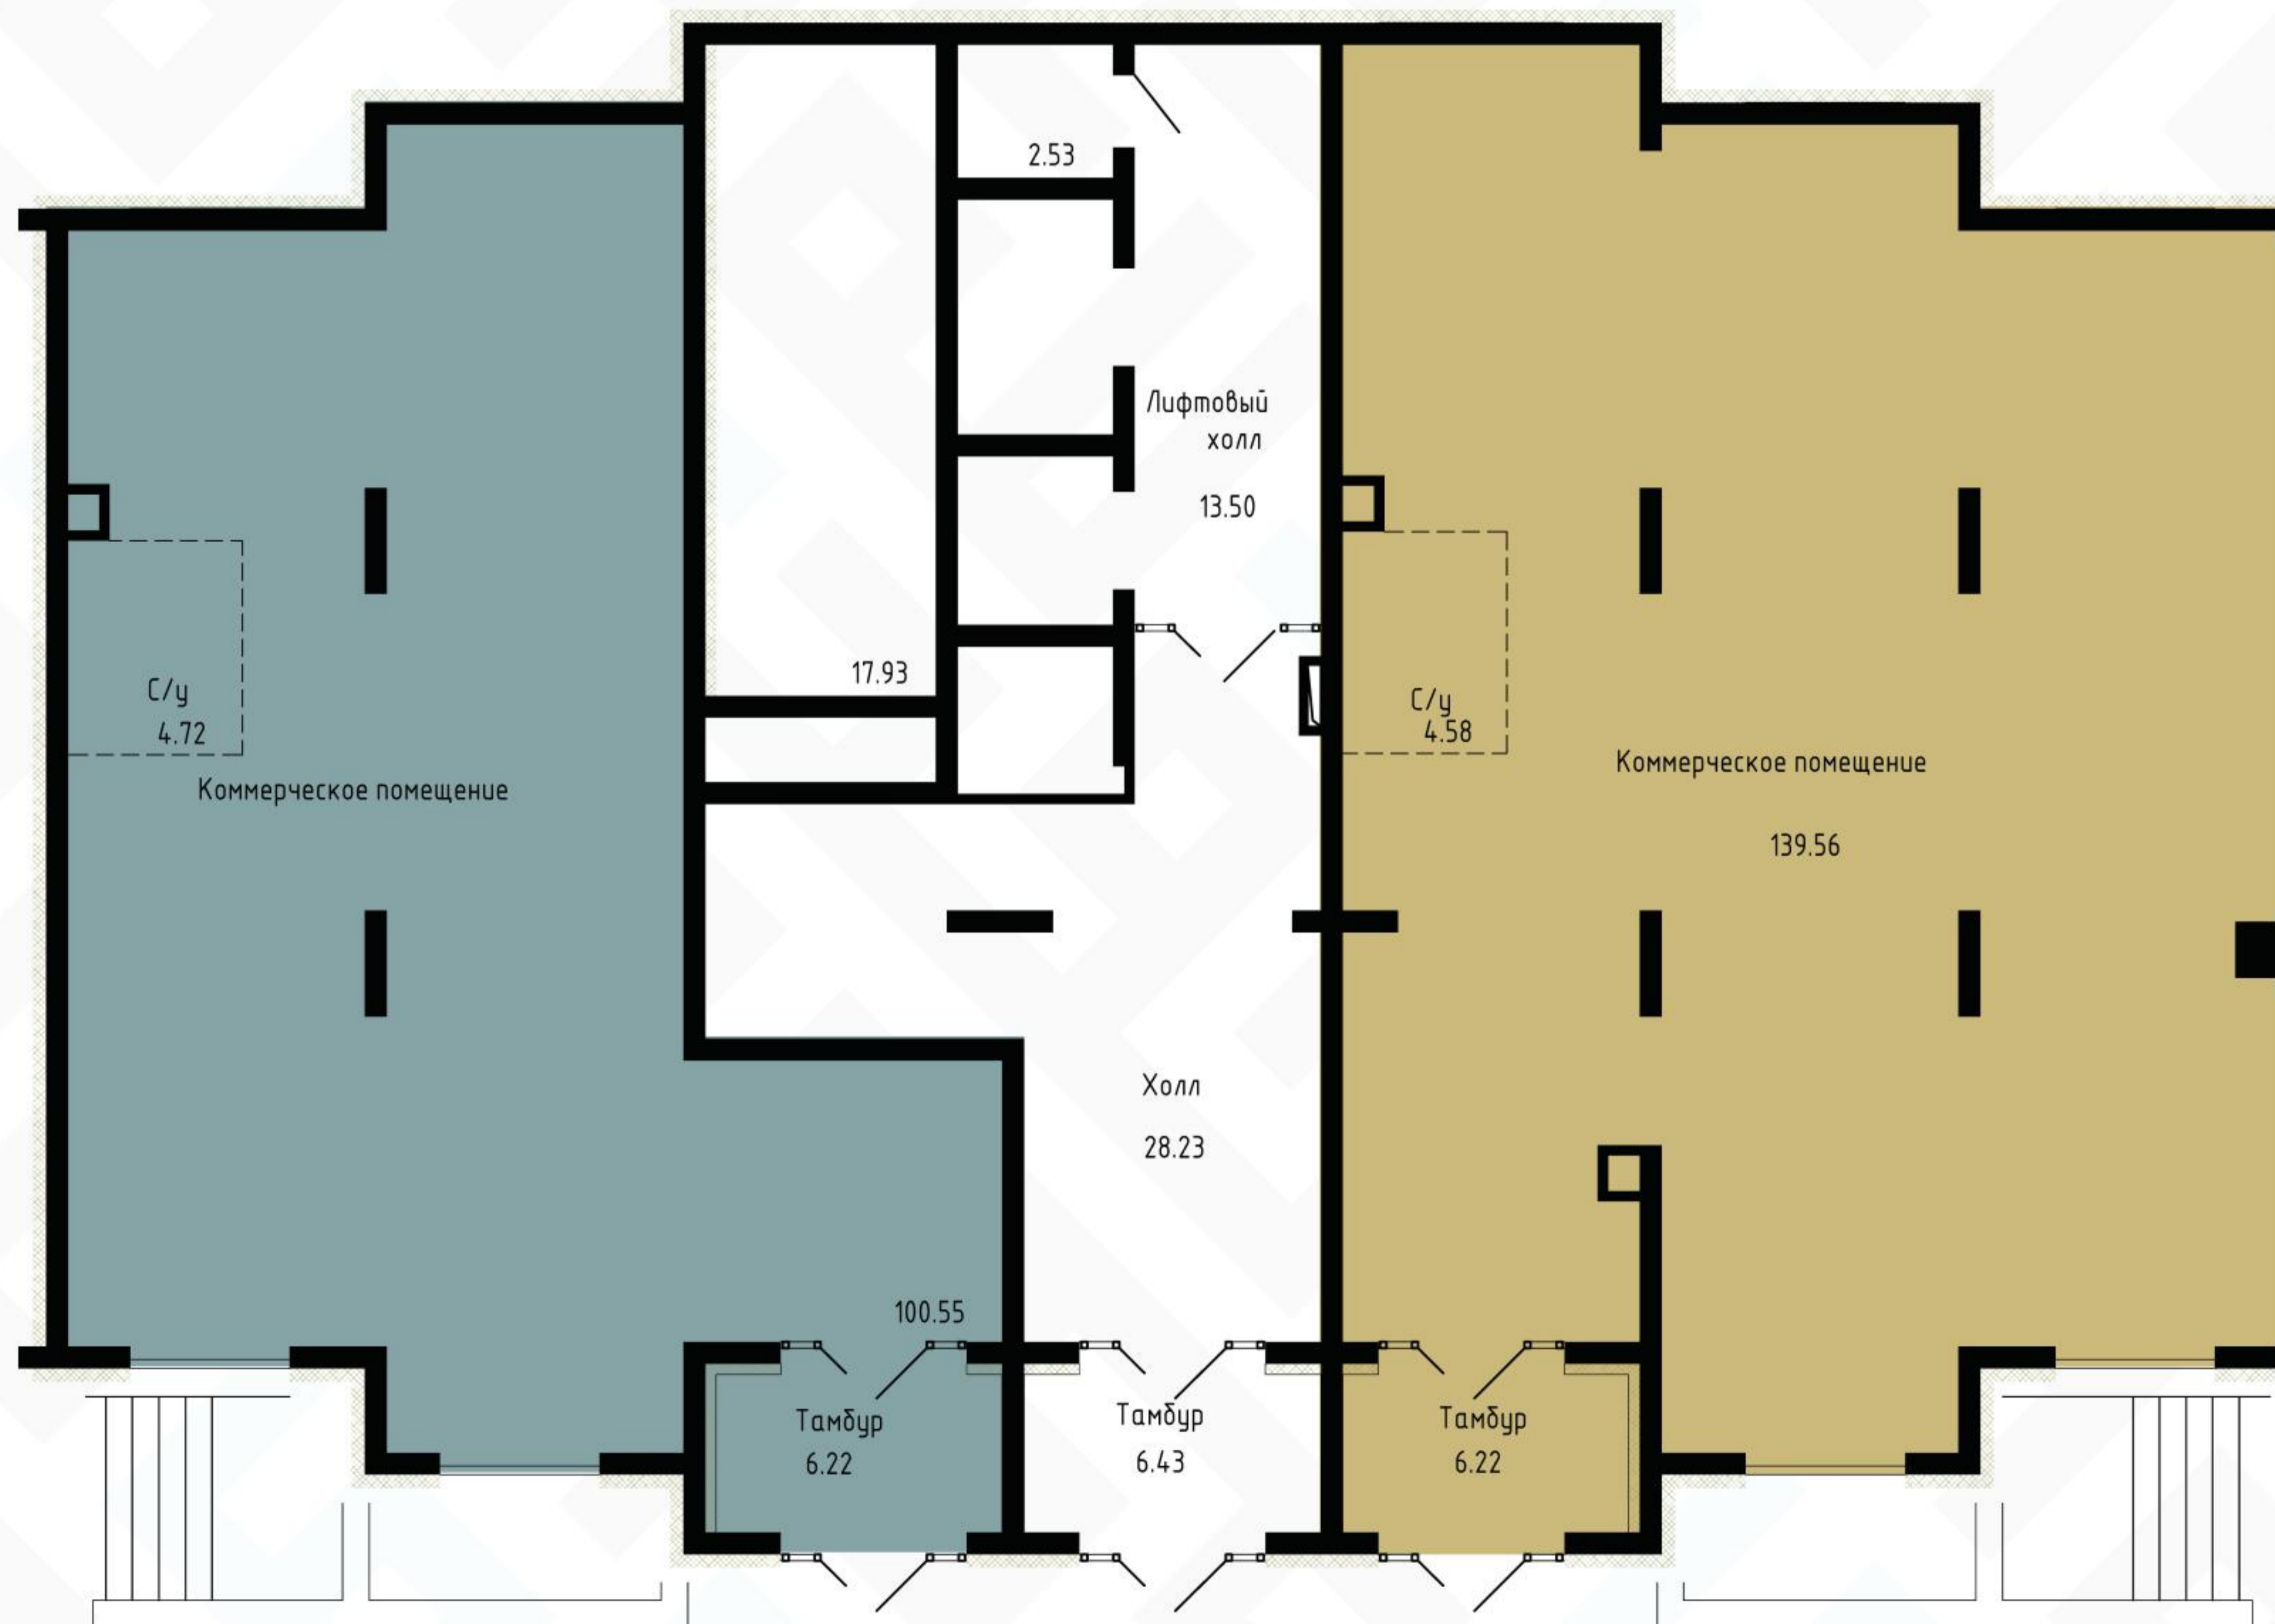 2.53
Лифтовый
холл
13.50
17.93
С/у
4.72
Коммерческое помещение
100.55
С/у
4.58
Коммерческое помещение
139.56
Холл
28.23
Тамбур
6.22
Тамбур
6.43
Тамбур
6.22